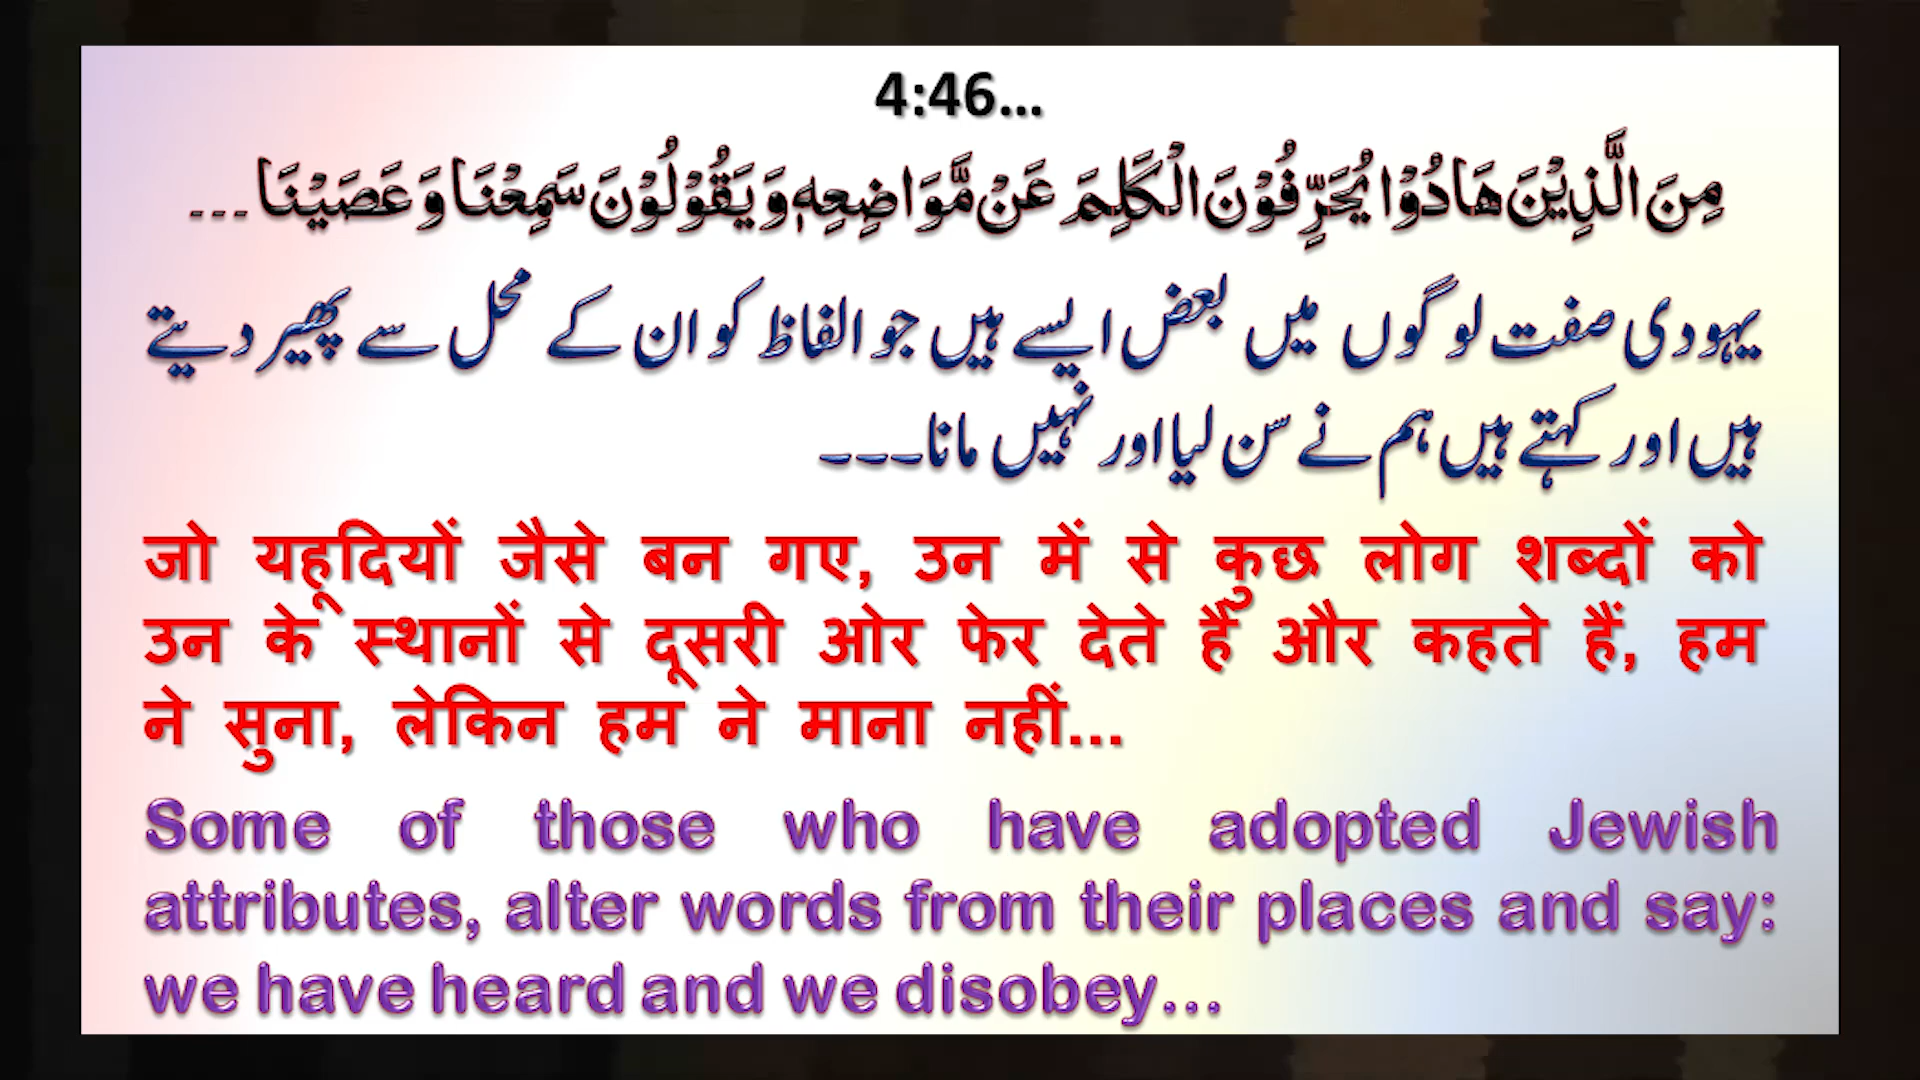 4:46...
مِنَ الَّذِيْنَ هَادُوْا يُحَرِّفُوْنَ الْكَلِمَ عَنْ مَّوَاضِعِهٖ وَ يَقُوْلُوْنَ سَمِعْنَا وَ عَصَيْنَا ...
یہودی صفت لوگوں میں بعض ایسے ہیں جو الفاظ کو ان کے محل سے پھیر دیتے
ہیں اور کہتے ہیں ہم نے سن لیا اور نہیں مانا۔۔۔
जो यहूदियों जैसे बन गए, उन में से कुछ लोग शब्दों को
उन के स्थानों से दूसरी ओर फेर देते हैं और कहते हैं, हम
ने सुना, लेकिन हम ने माना नहीं...
Some of those who have adopted Jewish
attributes, alter words from their places and say:
we have heard and we disobey...